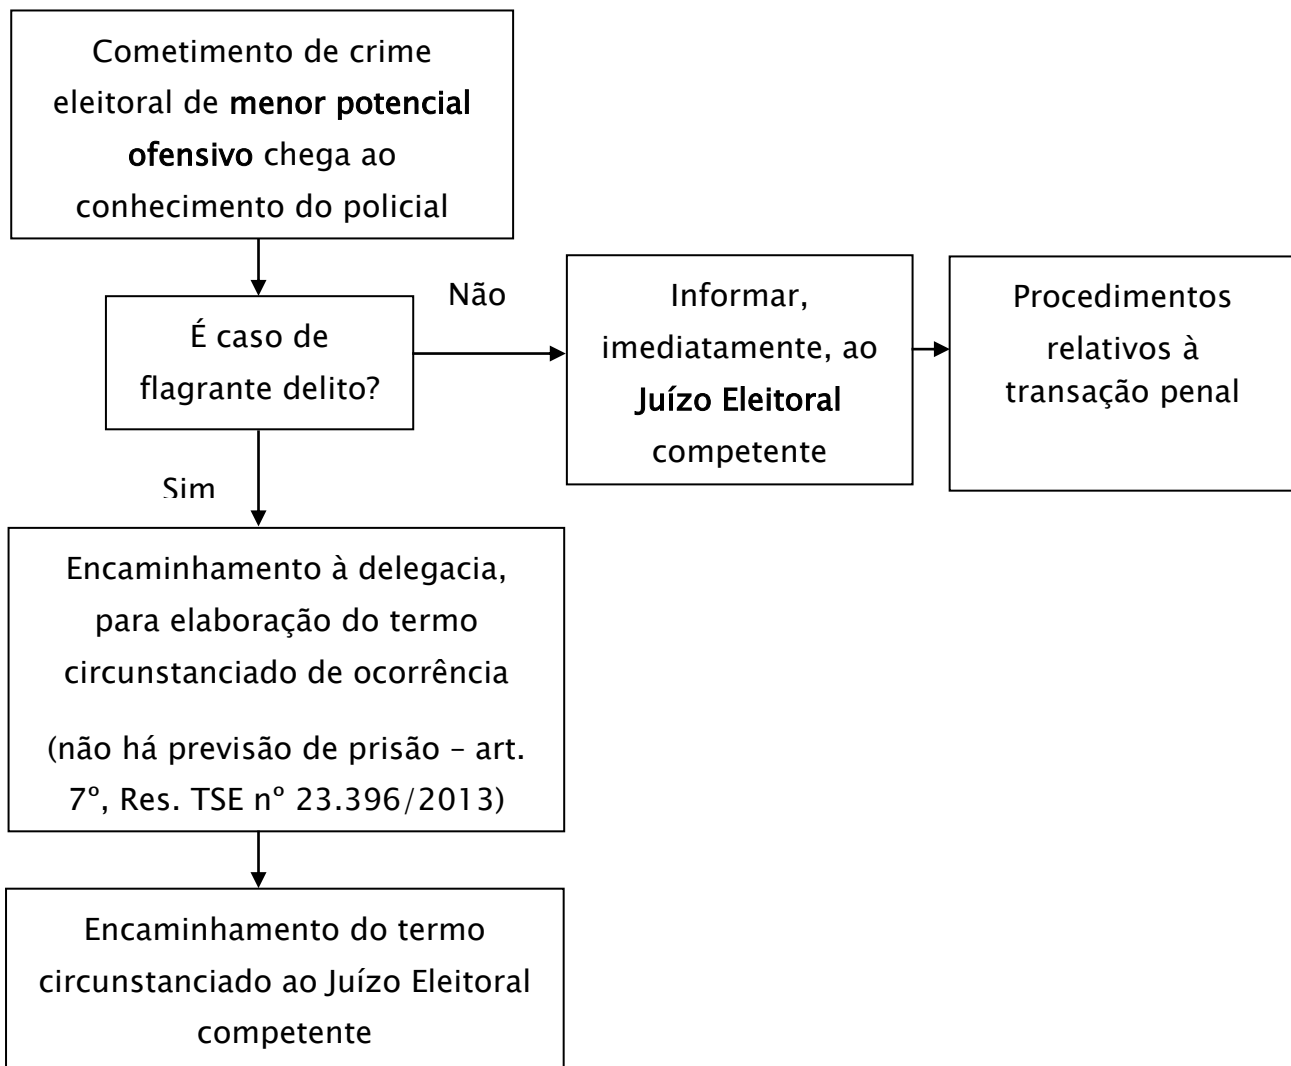 Cometimento de crime
eleitoral de menor potencial
ofensivo chega ao
conhecimento do policial
É caso de
flagrante delito?
Não
Informar,
imediatamente, ao
Juízo Eleitoral
competente
Procedimentos
relativos à
transação penal
Sim
Encaminhamento à delegacia,
para elaboração do termo
circunstanciado de ocorrência
(não há previsão de prisão – art.
7º, Res. TSE nº 23.396/2013)
Encaminhamento do termo
circunstanciado ao Juízo Eleitoral
competente